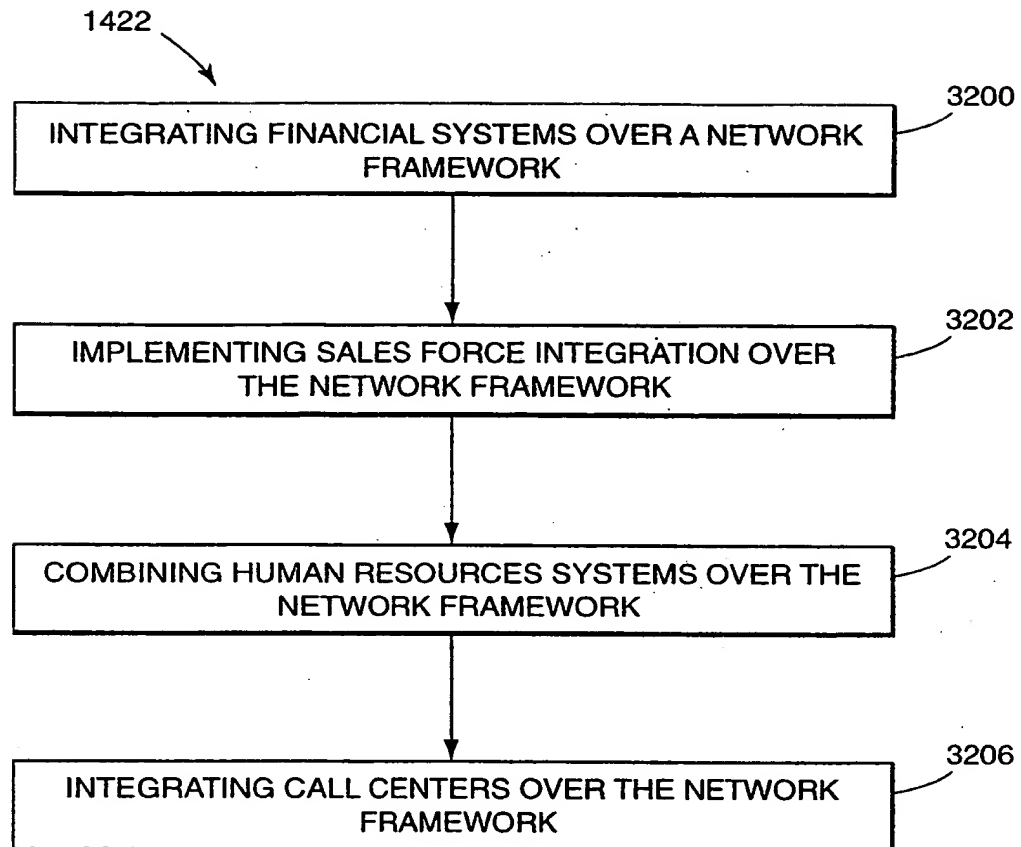 1422
3200
INTEGRATING FINANCIAL SYSTEMS OVER A NETWORK
FRAMEWORK
3202
IMPLEMENTING SALES FORCE INTEGRATION OVER
THE NETWORK FRAMEWORK
3204
COMBINING HUMAN RESOURCES SYSTEMS OVER THE
NETWORK FRAMEWORK
3206
INTEGRATING CALL CENTERS OVER THE NETWORK
FRAMEWORK